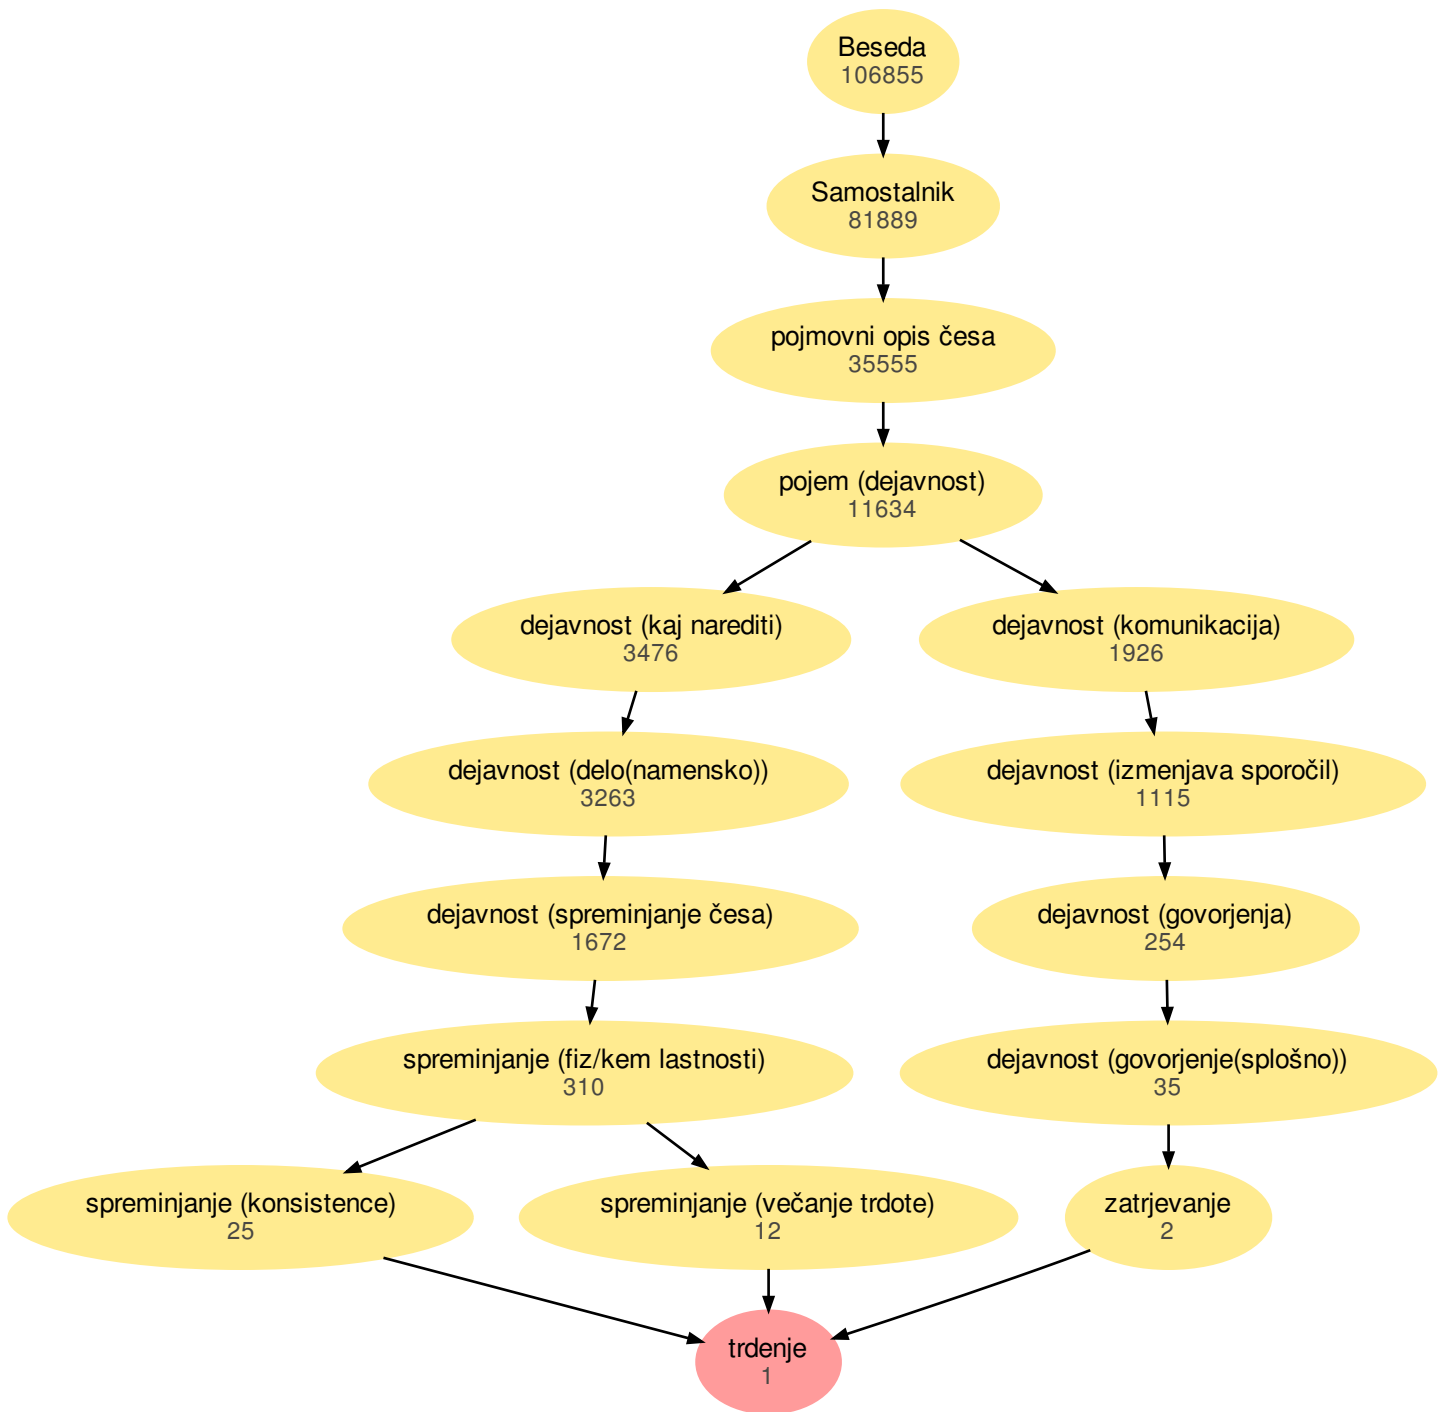 Beseda
106855
Samostalnik
81889
pojmovni opis česa
35555
pojem (dejavnost)
11634
dejavnost (kaj narediti)
3476
dejavnost (komunikacija)
1926
dejavnost (delo(namensko))
3263
dejavnost (izmenjava sporočil)
1115
dejavnost (spreminjanje česa)
1672
dejavnost (govorjenja)
254
spreminjanje (fiz/kem lastnosti)
310
dejavnost (govorjenje(splošno))
35
spreminjanje (konsistence)
25
spreminjanje (večanje trdote)
12
zatrjevanje
2
trdenje
1